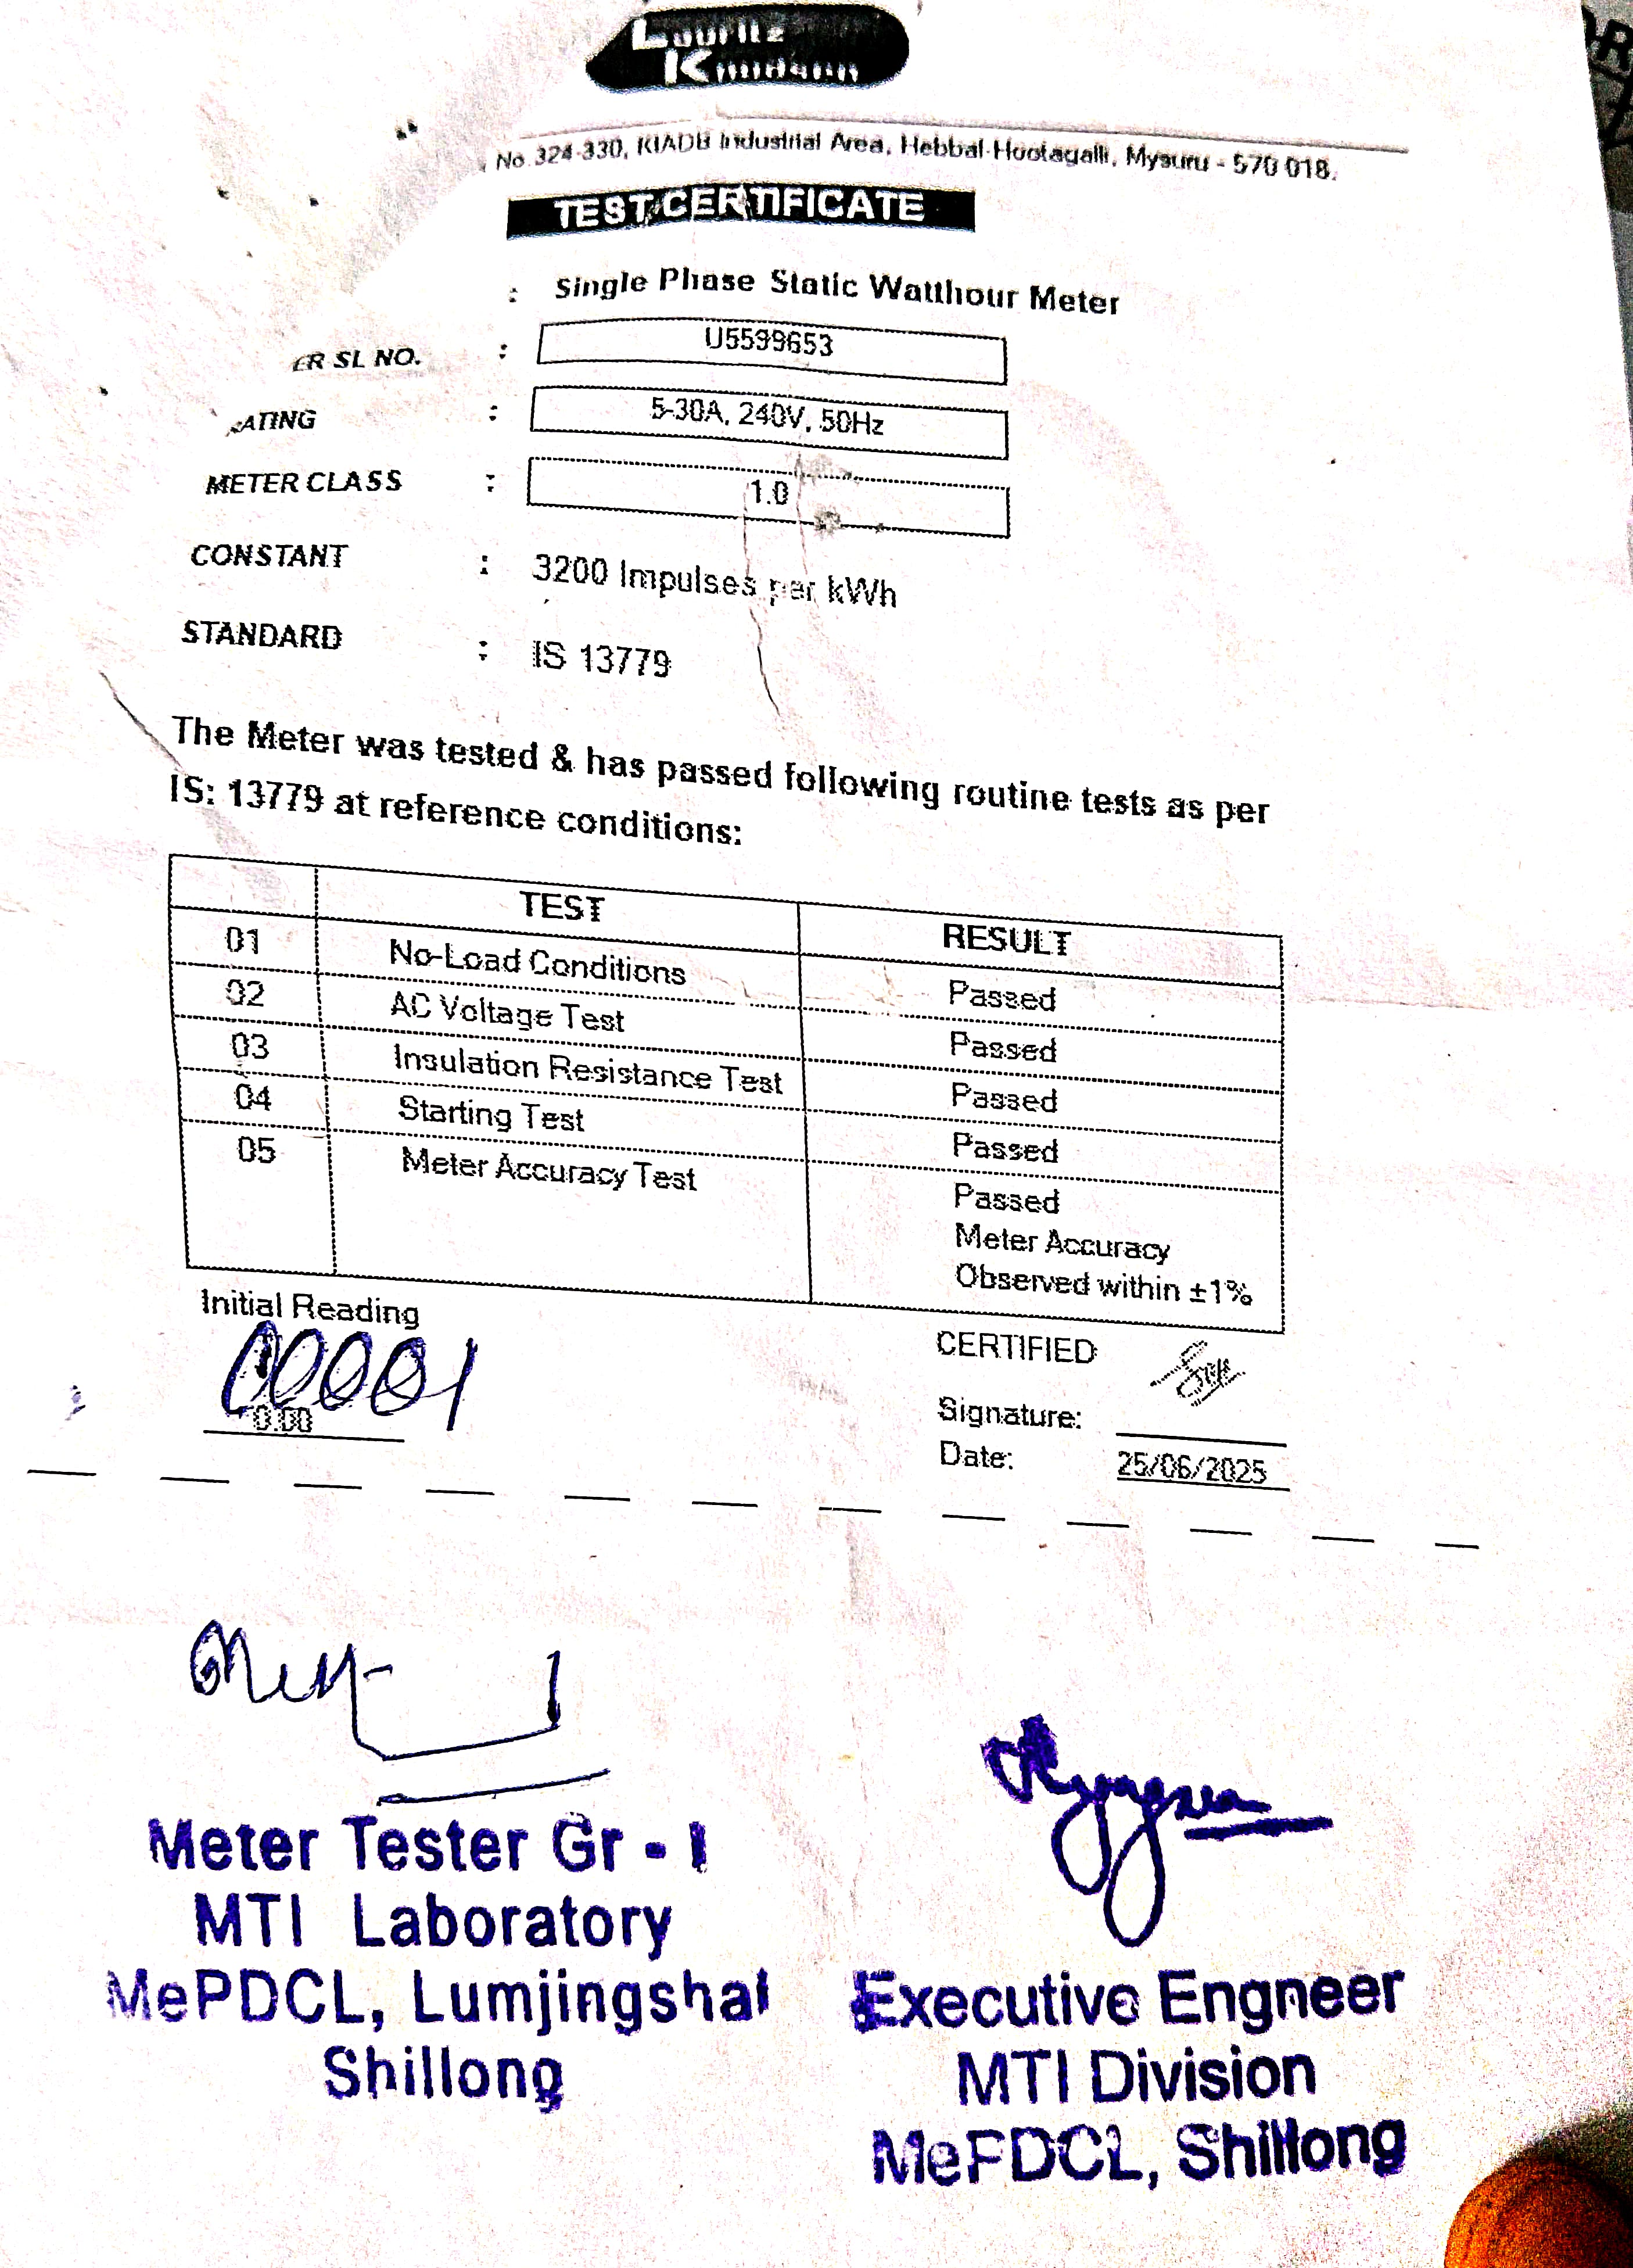 Lauritz
Knudsen
No. 324-330, KIADB Industrial Area, Hebbal-Hootagalli, Mysuru - 570 018.
TEST CERTIFICATE
: Single Phase Static Watthour Meter
ER SL NO. : U5599653
ATING : 5-30A, 240V, 50Hz
METER CLASS : 1.0
CONSTANT : 3200 Impulses per kWh
STANDARD : IS 13779
The Meter was tested & has passed following routine tests as per
IS: 13779 at reference conditions:
TEST RESULT
01 No-Load Conditions Passed
02 AC Voltage Test Passed
03 Insulation Resistance Test Passed
04 Starting Test Passed
05 Meter Accuracy Test Passed
Meter Accuracy
Observed within ±1%
Initial Reading
00001
0.00
CERTIFIED
Signature:
Date: 25/06/2025
Meter Tester Gr - I
MTI Laboratory
MePDCL, Lumjingshai
Shillong
Executive Engneer
MTI Division
MePDCL, Shillong